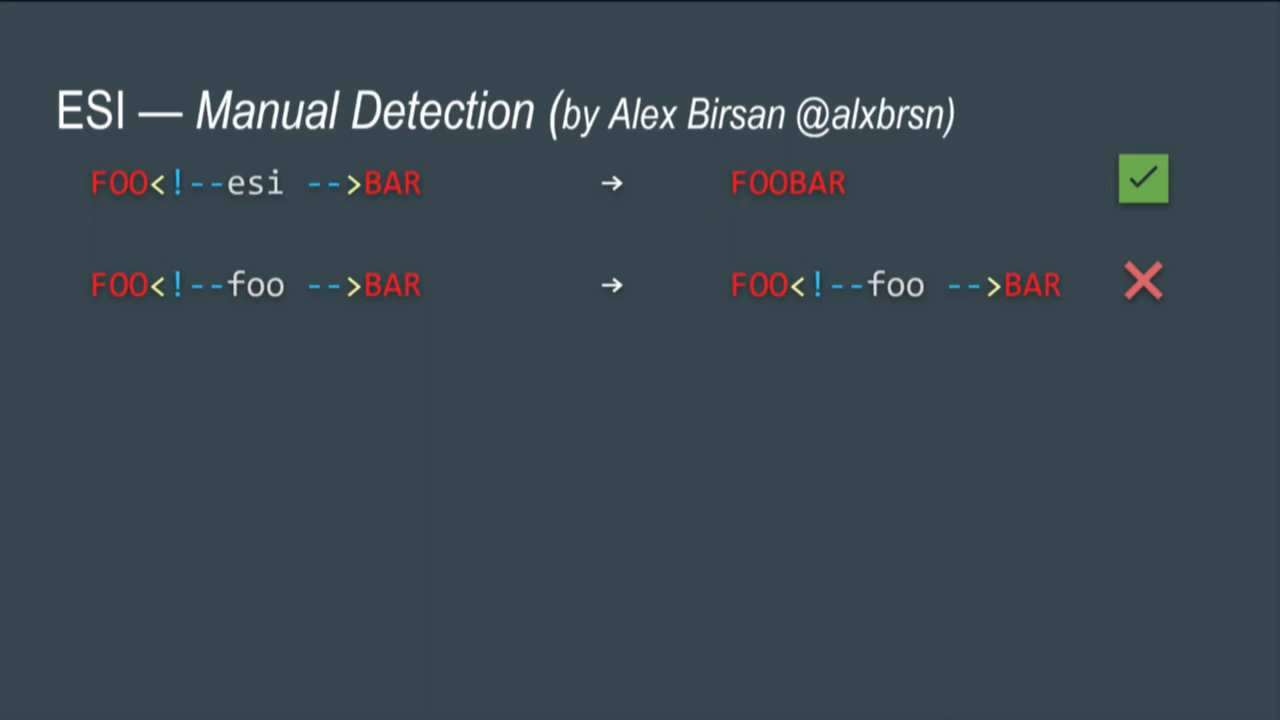 ESI — Manual Detection (by Alex Birsan @alxbrsn)
FOO<!--esi -->BAR → FOOBAR
FOO<!--foo -->BAR → FOO<!--foo -->BAR